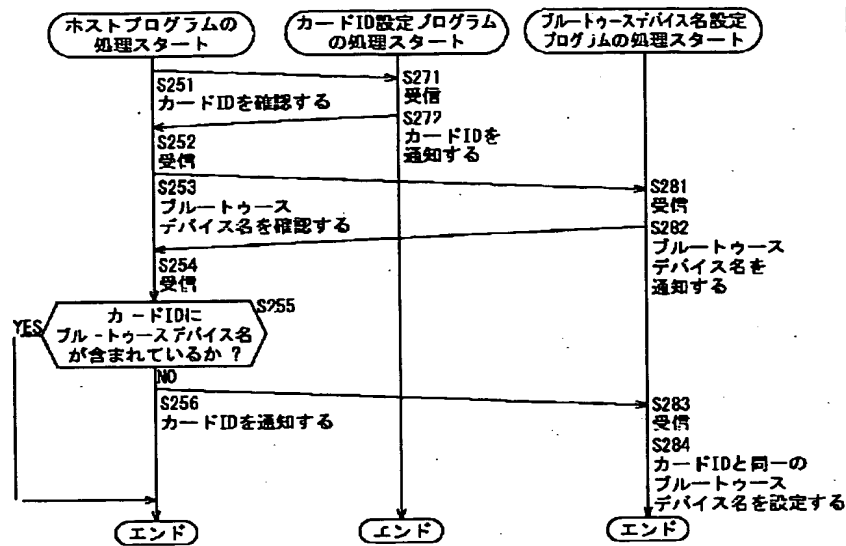 ホストプログラムの
処理スタート
カードID設定プログラム
の処理スタート
ブルートゥースデバイス名設定
プログラムの処理スタート
S251
カードIDを確認する
S271
受信
S272
カードIDを
通知する
S252
受信
S253
ブルートゥース
デバイス名を確認する
S281
受信
S282
ブルートゥース
デバイス名を
通知する
S254
受信
S255
カードIDに
ブルートゥースデバイス名
が含まれているか？
YES
NO
S256
カードIDを通知する
S283
受信
S284
カードIDと同一の
ブルートゥース
デバイス名を設定する
エンド
エンド
エンド